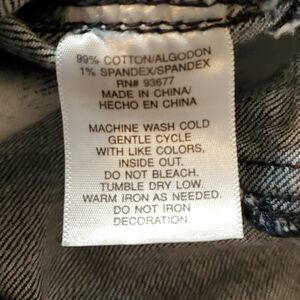 99% COTTON/ALGODON
1% SPANDEX/SPANDEX
RN# 93677
MADE IN CHINA/
HECHO EN CHINA
MACHINE WASH COLD
GENTLE CYCLE
WITH LIKE COLORS,
INSIDE OUT.
DO NOT BLEACH.
TUMBLE DRY LOW.
WARM IRON AS NEEDED.
DO NOT IRON
DECORATION.